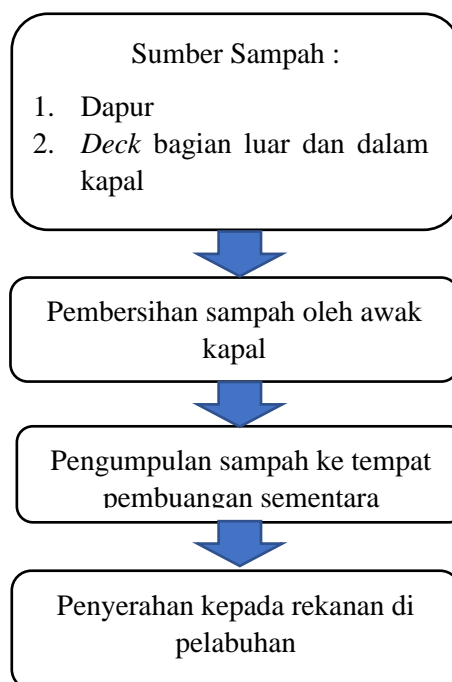 Sumber Sampah :
1. Dapur
2. Deck bagian luar dan dalam
kapal
Pembersihan sampah oleh awak
kapal
Pengumpulan sampah ke tempat
pembuangan sementara
Penyerahan kepada rekanan di
pelabuhan